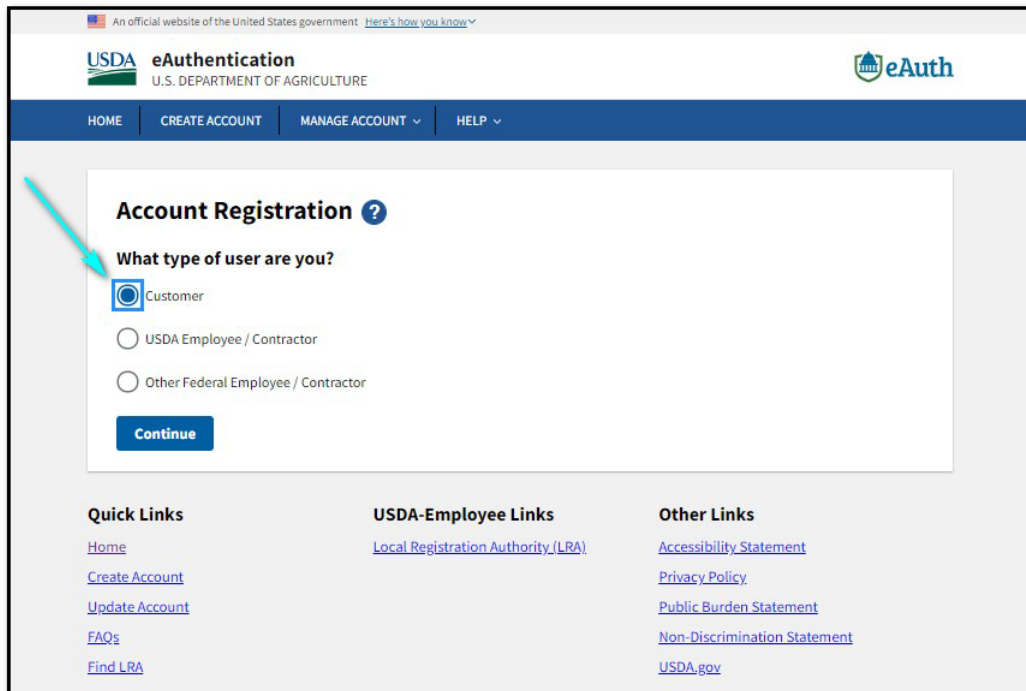 An official website of the United States government Here's how you know
USDA eAuthentication
U.S. DEPARTMENT OF AGRICULTURE
eAuth
HOME CREATE ACCOUNT MANAGE ACCOUNT HELP
Account Registration ?
What type of user are you?
Customer
USDA Employee / Contractor
Other Federal Employee / Contractor
Continue
Quick Links
Home
Create Account
Update Account
FAQs
Find LRA
USDA-Employee Links
Local Registration Authority (LRA)
Other Links
Accessibility Statement
Privacy Policy
Public Burden Statement
Non-Discrimination Statement
USDA.gov